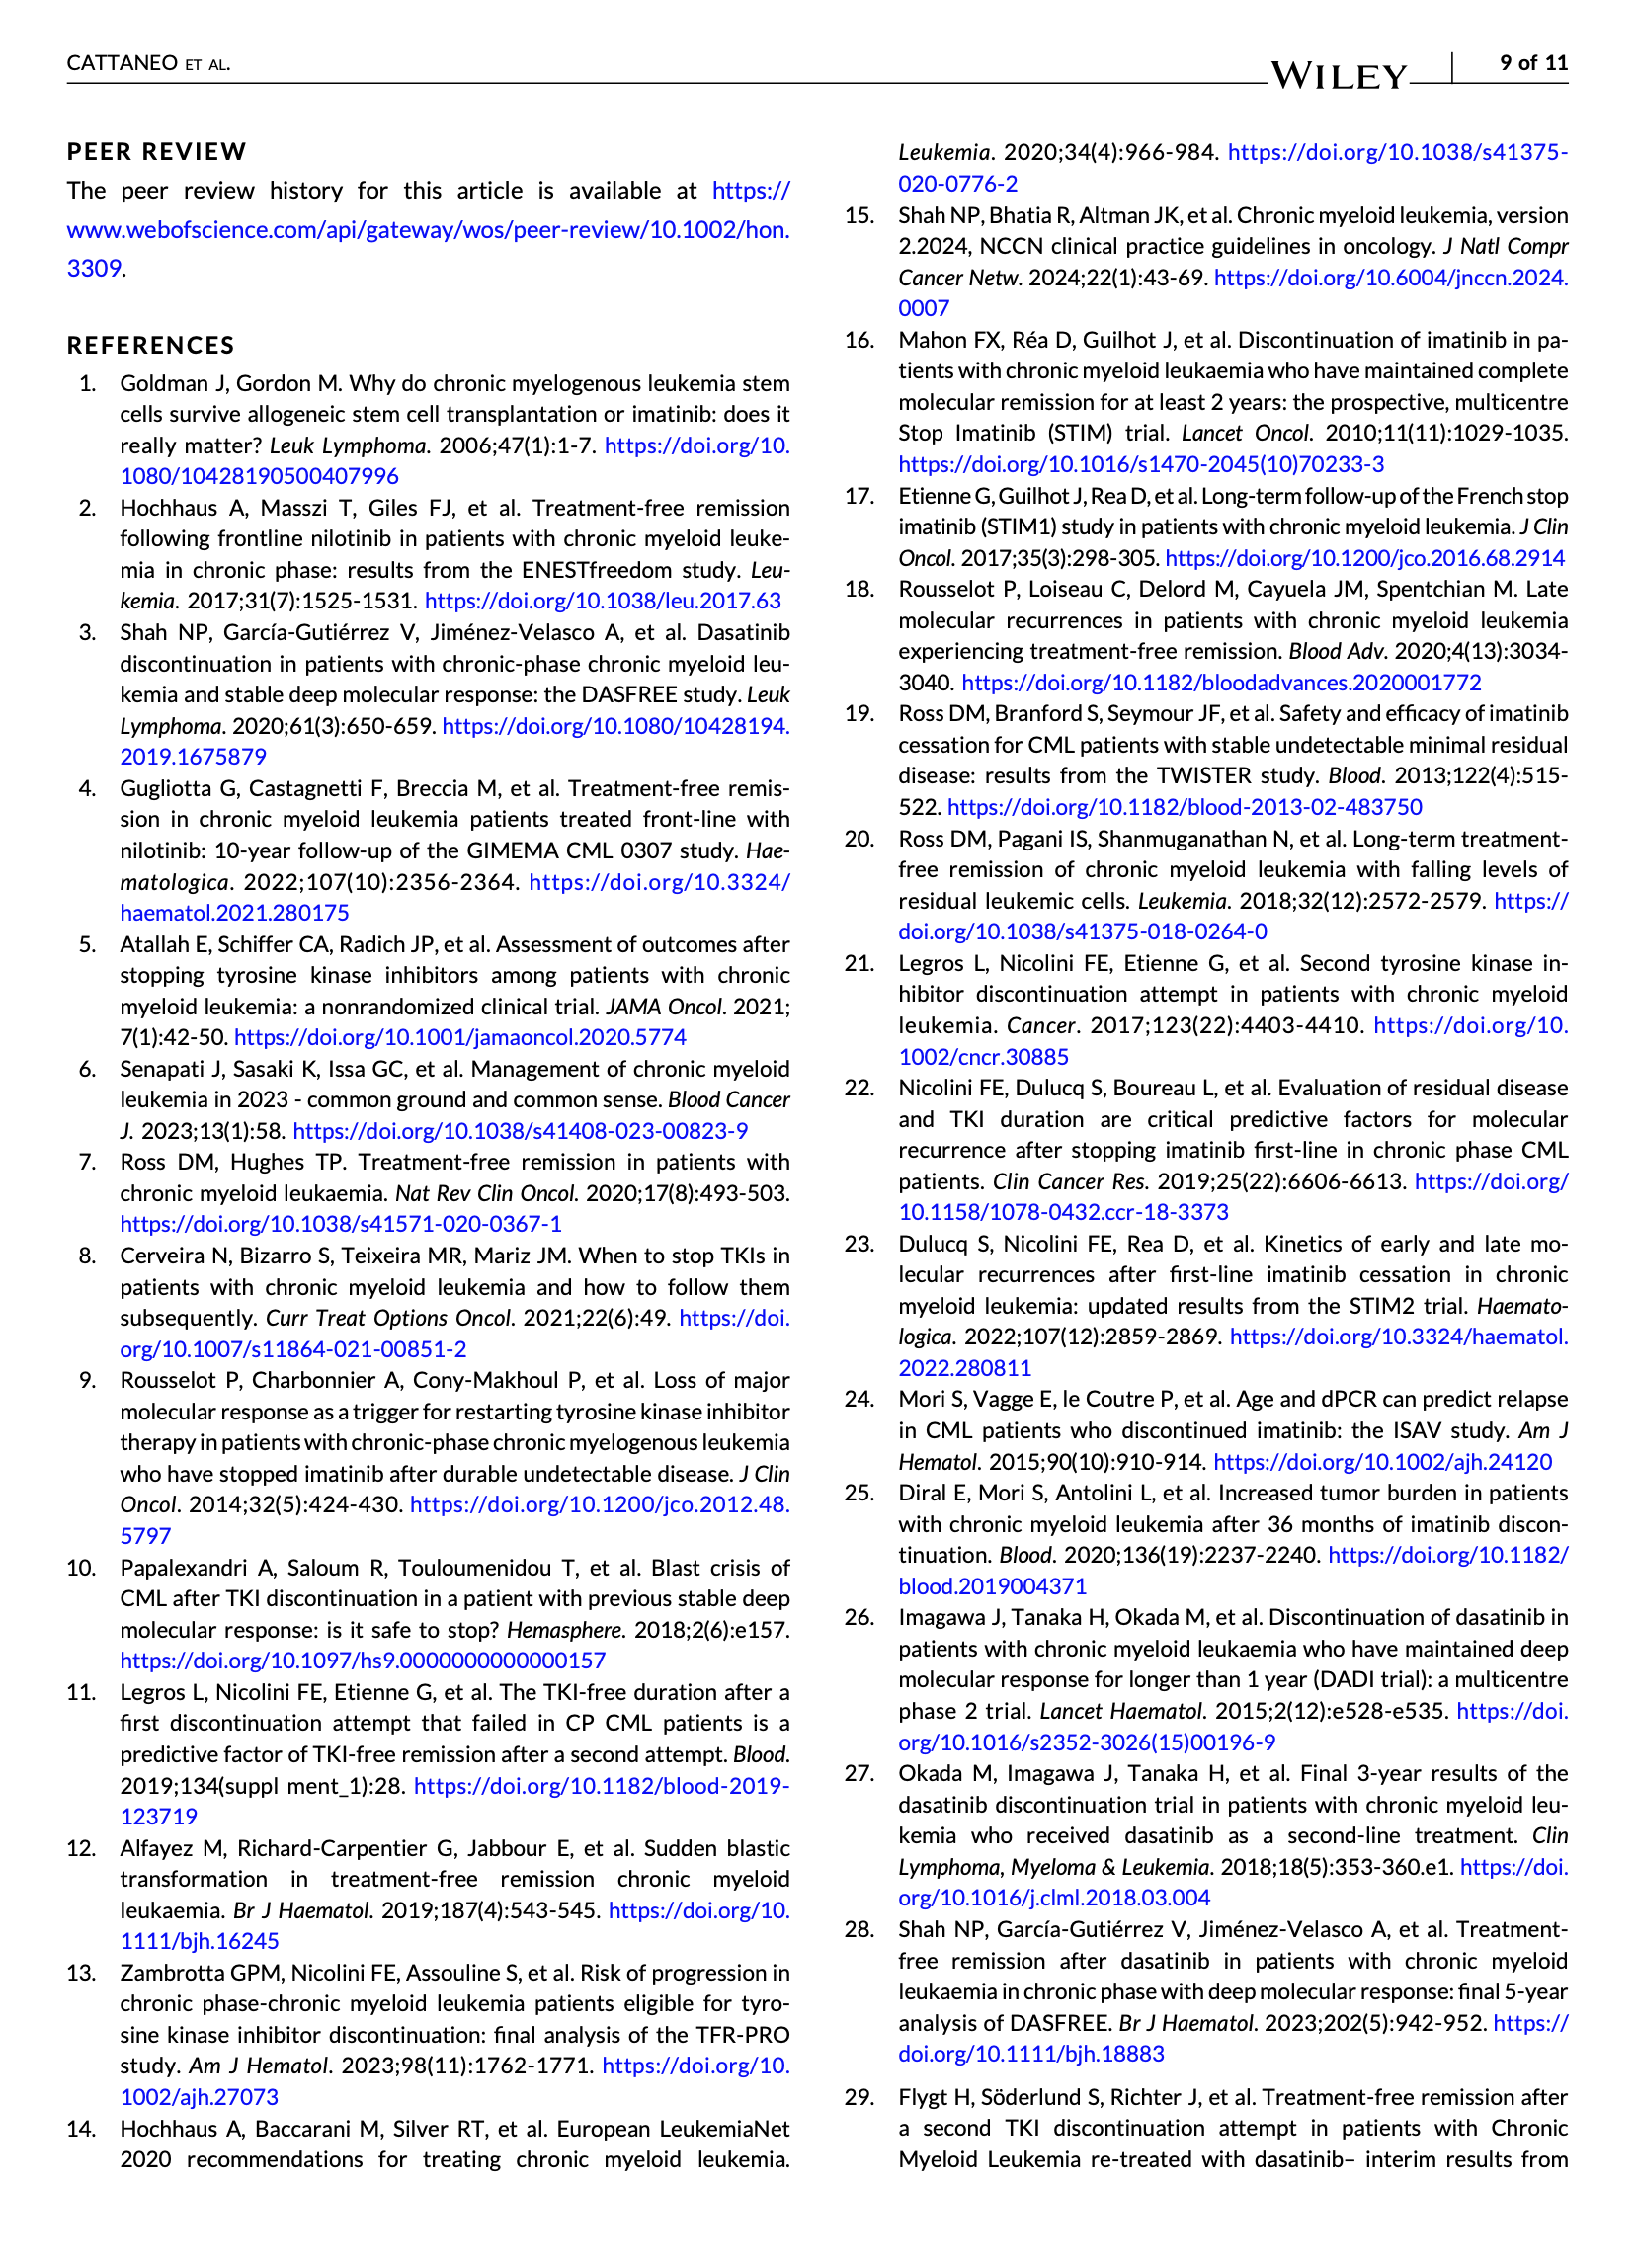 CATTANEO ET AL.
WILEY
9 of 11
PEER REVIEW
The peer review history for this article is available at https://
www.webofscience.com/api/gateway/wos/peer-review/10.1002/hon.
3309.
REFERENCES
1. Goldman J, Gordon M. Why do chronic myelogenous leukemia stem
cells survive allogeneic stem cell transplantation or imatinib: does it
really matter? Leuk Lymphoma. 2006;47(1):1-7. https://doi.org/10.
1080/10428190500407996
2. Hochhaus A, Masszi T, Giles FJ, et al. Treatment-free remission
following frontline nilotinib in patients with chronic myeloid leuke-
mia in chronic phase: results from the ENESTfreedom study. Leu-
kemia. 2017;31(7):1525-1531. https://doi.org/10.1038/leu.2017.63
3. Shah NP, García-Gutiérrez V, Jiménez-Velasco A, et al. Dasatinib
discontinuation in patients with chronic-phase chronic myeloid leu-
kemia and stable deep molecular response: the DASFREE study. Leuk
Lymphoma. 2020;61(3):650-659. https://doi.org/10.1080/10428194.
2019.1675879
4. Gugliotta G, Castagnetti F, Breccia M, et al. Treatment-free remis-
sion in chronic myeloid leukemia patients treated front-line with
nilotinib: 10-year follow-up of the GIMEMA CML 0307 study. Hae-
matologica. 2022;107(10):2356-2364. https://doi.org/10.3324/
haematol.2021.280175
5. Atallah E, Schiffer CA, Radich JP, et al. Assessment of outcomes after
stopping tyrosine kinase inhibitors among patients with chronic
myeloid leukemia: a nonrandomized clinical trial. JAMA Oncol. 2021;
7(1):42-50. https://doi.org/10.1001/jamaoncol.2020.5774
6. Senapati J, Sasaki K, Issa GC, et al. Management of chronic myeloid
leukemia in 2023 - common ground and common sense. Blood Cancer
J. 2023;13(1):58. https://doi.org/10.1038/s41408-023-00823-9
7. Ross DM, Hughes TP. Treatment-free remission in patients with
chronic myeloid leukaemia. Nat Rev Clin Oncol. 2020;17(8):493-503.
https://doi.org/10.1038/s41571-020-0367-1
8. Cerveira N, Bizarro S, Teixeira MR, Mariz JM. When to stop TKIs in
patients with chronic myeloid leukemia and how to follow them
subsequently. Curr Treat Options Oncol. 2021;22(6):49. https://doi.
org/10.1007/s11864-021-00851-2
9. Rousselot P, Charbonnier A, Cony-Makhoul P, et al. Loss of major
molecular response as a trigger for restarting tyrosine kinase inhibitor
therapy in patients with chronic-phase chronic myelogenous leukemia
who have stopped imatinib after durable undetectable disease. J Clin
Oncol. 2014;32(5):424-430. https://doi.org/10.1200/jco.2012.48.
5797
10. Papalexandri A, Saloum R, Touloumenidou T, et al. Blast crisis of
CML after TKI discontinuation in a patient with previous stable deep
molecular response: is it safe to stop? Hemasphere. 2018;2(6):e157.
https://doi.org/10.1097/hs9.0000000000000157
11. Legros L, Nicolini FE, Etienne G, et al. The TKI-free duration after a
first discontinuation attempt that failed in CP CML patients is a
predictive factor of TKI-free remission after a second attempt. Blood.
2019;134(suppl ment_1):28. https://doi.org/10.1182/blood-2019-
123719
12. Alfayez M, Richard-Carpentier G, Jabbour E, et al. Sudden blastic
transformation in treatment-free remission chronic myeloid
leukaemia. Br J Haematol. 2019;187(4):543-545. https://doi.org/10.
1111/bjh.16245
13. Zambrotta GPM, Nicolini FE, Assouline S, et al. Risk of progression in
chronic phase-chronic myeloid leukemia patients eligible for tyro-
sine kinase inhibitor discontinuation: final analysis of the TFR-PRO
study. Am J Hematol. 2023;98(11):1762-1771. https://doi.org/10.
1002/ajh.27073
14. Hochhaus A, Baccarani M, Silver RT, et al. European LeukemiaNet
2020 recommendations for treating chronic myeloid leukemia.
Leukemia. 2020;34(4):966-984. https://doi.org/10.1038/s41375-
020-0776-2
15. Shah NP, Bhatia R, Altman JK, et al. Chronic myeloid leukemia, version
2.2024, NCCN clinical practice guidelines in oncology. J Natl Compr
Cancer Netw. 2024;22(1):43-69. https://doi.org/10.6004/jnccn.2024.
0007
16. Mahon FX, Réa D, Guilhot J, et al. Discontinuation of imatinib in pa-
tients with chronic myeloid leukaemia who have maintained complete
molecular remission for at least 2 years: the prospective, multicentre
Stop Imatinib (STIM) trial. Lancet Oncol. 2010;11(11):1029-1035.
https://doi.org/10.1016/s1470-2045(10)70233-3
17. Etienne G, Guilhot J, Rea D, et al. Long-term follow-up of the French stop
imatinib (STIM1) study in patients with chronic myeloid leukemia. J Clin
Oncol. 2017;35(3):298-305. https://doi.org/10.1200/jco.2016.68.2914
18. Rousselot P, Loiseau C, Delord M, Cayuela JM, Spentchian M. Late
molecular recurrences in patients with chronic myeloid leukemia
experiencing treatment-free remission. Blood Adv. 2020;4(13):3034-
3040. https://doi.org/10.1182/bloodadvances.2020001772
19. Ross DM, Branford S, Seymour JF, et al. Safety and efficacy of imatinib
cessation for CML patients with stable undetectable minimal residual
disease: results from the TWISTER study. Blood. 2013;122(4):515-
522. https://doi.org/10.1182/blood-2013-02-483750
20. Ross DM, Pagani IS, Shanmuganathan N, et al. Long-term treatment-
free remission of chronic myeloid leukemia with falling levels of
residual leukemic cells. Leukemia. 2018;32(12):2572-2579. https://
doi.org/10.1038/s41375-018-0264-0
21. Legros L, Nicolini FE, Etienne G, et al. Second tyrosine kinase in-
hibitor discontinuation attempt in patients with chronic myeloid
leukemia. Cancer. 2017;123(22):4403-4410. https://doi.org/10.
1002/cncr.30885
22. Nicolini FE, Dulucq S, Boureau L, et al. Evaluation of residual disease
and TKI duration are critical predictive factors for molecular
recurrence after stopping imatinib first-line in chronic phase CML
patients. Clin Cancer Res. 2019;25(22):6606-6613. https://doi.org/
10.1158/1078-0432.ccr-18-3373
23. Dulucq S, Nicolini FE, Rea D, et al. Kinetics of early and late mo-
lecular recurrences after first-line imatinib cessation in chronic
myeloid leukemia: updated results from the STIM2 trial. Haemato-
logica. 2022;107(12):2859-2869. https://doi.org/10.3324/haematol.
2022.280811
24. Mori S, Vagge E, le Coutre P, et al. Age and dPCR can predict relapse
in CML patients who discontinued imatinib: the ISAV study. Am J
Hematol. 2015;90(10):910-914. https://doi.org/10.1002/ajh.24120
25. Diral E, Mori S, Antolini L, et al. Increased tumor burden in patients
with chronic myeloid leukemia after 36 months of imatinib discon-
tinuation. Blood. 2020;136(19):2237-2240. https://doi.org/10.1182/
blood.2019004371
26. Imagawa J, Tanaka H, Okada M, et al. Discontinuation of dasatinib in
patients with chronic myeloid leukaemia who have maintained deep
molecular response for longer than 1 year (DADI trial): a multicentre
phase 2 trial. Lancet Haematol. 2015;2(12):e528-e535. https://doi.
org/10.1016/s2352-3026(15)00196-9
27. Okada M, Imagawa J, Tanaka H, et al. Final 3-year results of the
dasatinib discontinuation trial in patients with chronic myeloid leu-
kemia who received dasatinib as a second-line treatment. Clin
Lymphoma, Myeloma & Leukemia. 2018;18(5):353-360.e1. https://doi.
org/10.1016/j.clml.2018.03.004
28. Shah NP, García-Gutiérrez V, Jiménez-Velasco A, et al. Treatment-
free remission after dasatinib in patients with chronic myeloid
leukaemia in chronic phase with deep molecular response: final 5-year
analysis of DASFREE. Br J Haematol. 2023;202(5):942-952. https://
doi.org/10.1111/bjh.18883
29. Flygt H, Söderlund S, Richter J, et al. Treatment-free remission after
a second TKI discontinuation attempt in patients with Chronic
Myeloid Leukemia re-treated with dasatinib– interim results from